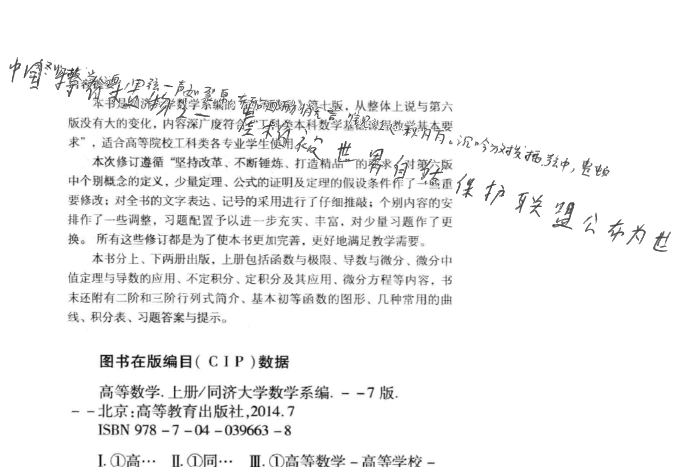 中国特有植物之一 曼粉被世界自然保护联盟公布为世
本书是同济大学数学系编的《高等数学》第七版，从整体上说与第六
版没有大的变化，内容深广度符合“工科类本科数学基础课程教学基本要
求”，适合高等院校工科类各专业学生使用。
本次修订遵循“坚持改革、不断锤炼、打造精品”的要求，对第六版
中个别概念的定义，少量定理、公式的证明及定理的假设条件作了一些重
要修改；对全书的文字表达、记号的采用进行了仔细推敲；个别内容的安
排作了一些调整，习题配置予以进一步充实、丰富，对少量习题作了更
换。所有这些修订都是为了使本书更加完善，更好地满足教学需要。
本书分上、下两册出版，上册包括函数与极限、导数与微分、微分中
值定理与导数的应用、不定积分、定积分及其应用、微分方程等内容，书
末还附有二阶和三阶行列式简介、基本初等函数的图形、几种常用的曲
线、积分表、习题答案与提示。
图书在版编目(CIP)数据
高等数学.上册/同济大学数学系编.--7版.
--北京:高等教育出版社,2014.7
ISBN 978-7-04-039663-8
Ⅰ.①高… Ⅱ.①同… Ⅲ.①高等数学-高等学校-